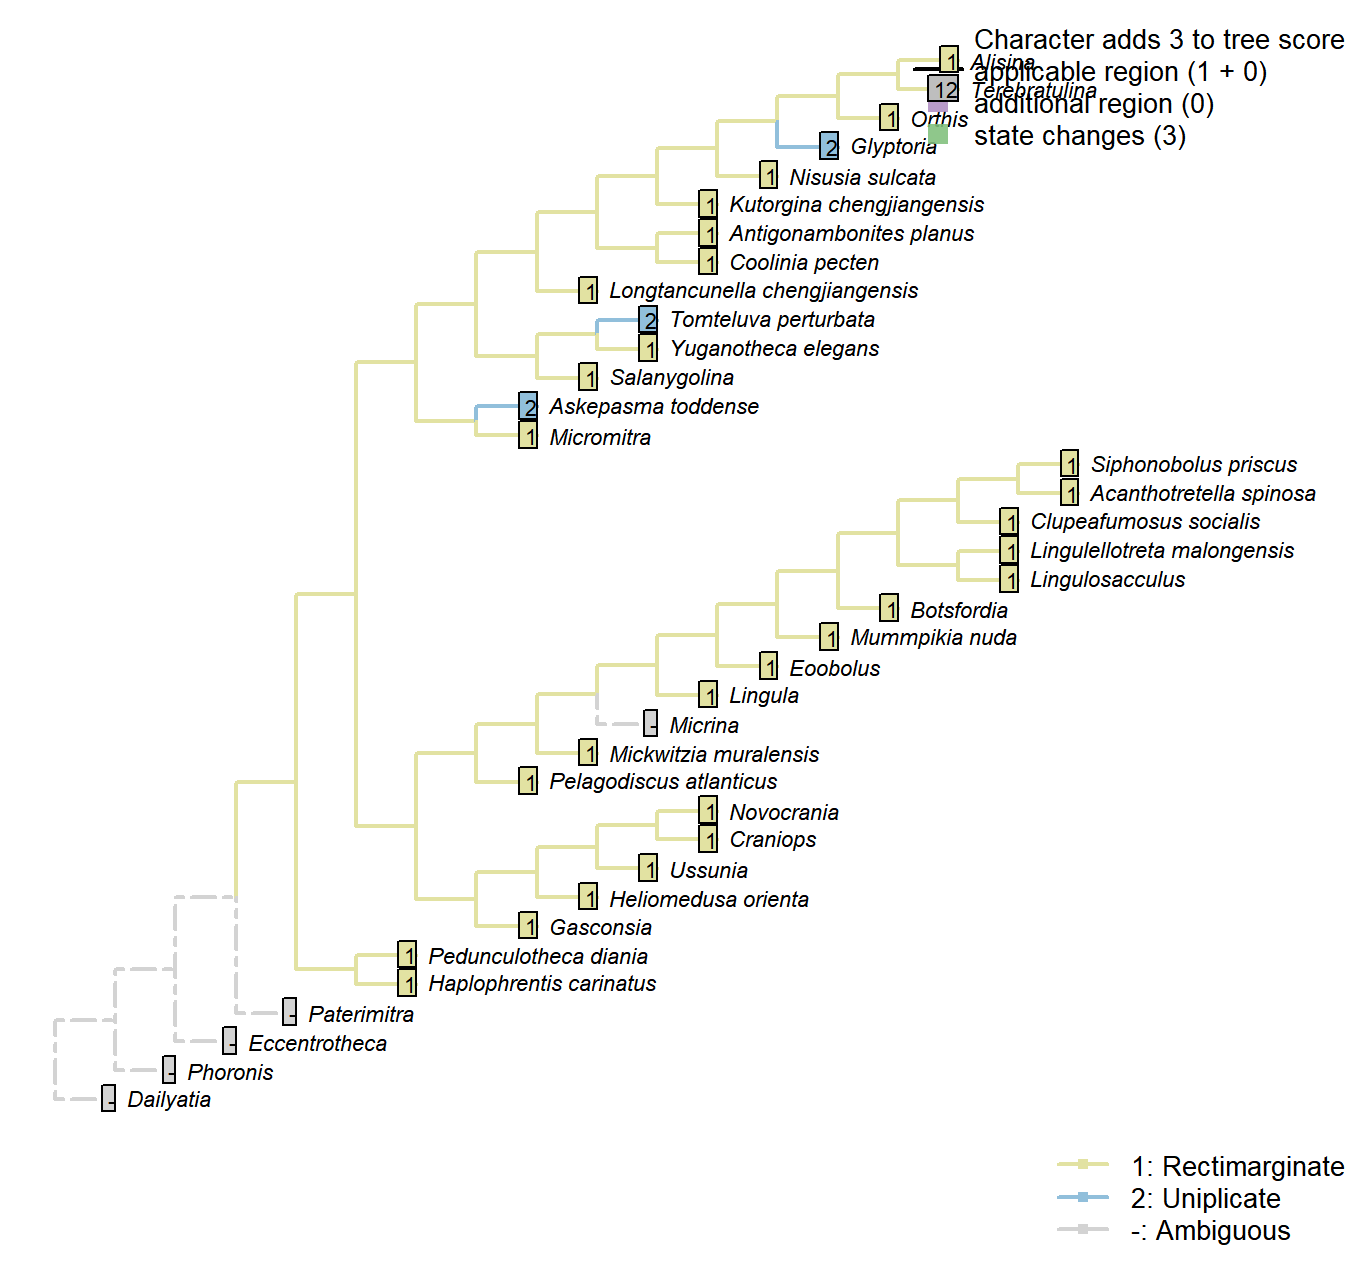 Character adds 3 to tree score
1 Alisina
applicable region (1 + 0)
12 Terebratulina
additional region (0)
1 Orthis
state changes (3)
2 Glyptoria
1 Nisusia sulcata
1 Kutorgina chengjiangensis
1 Antigonambonites planus
1 Coolinia pecten
1 Longtancunella chengjiangensis
2 Tomteluva perturbata
1 Yuganotheca elegans
1 Salanygolina
2 Askepasma toddense
1 Micromitra
1 Siphonobolus priscus
1 Acanthotretella spinosa
1 Clupeafumosus socialis
1 Lingulellotreta malongensis
1 Lingulosacculus
1 Botsfordia
1 Mummpikia nuda
1 Eoobolus
1 Lingula
- Micrina
1 Mickwitzia muralensis
1 Pelagodiscus atlanticus
1 Novocrania
1 Craniops
1 Ussunia
1 Heliomedusa orienta
1 Gasconsia
1 Pedunculotheca diania
1 Haplophrentis carinatus
- Paterimitra
- Eccentrotheca
- Phoronis
- Dailyatia
1: Rectimarginate
2: Uniplicate
-: Ambiguous